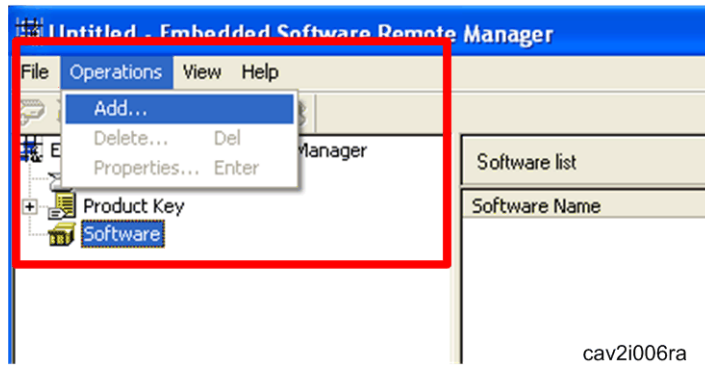 Untitled - Embedded Software Remote Manager
File Operations View Help
Add...
Delete... Del
Properties... Enter
E Manager
Product Key
Software
Software list
Software Name
cav2i006ra